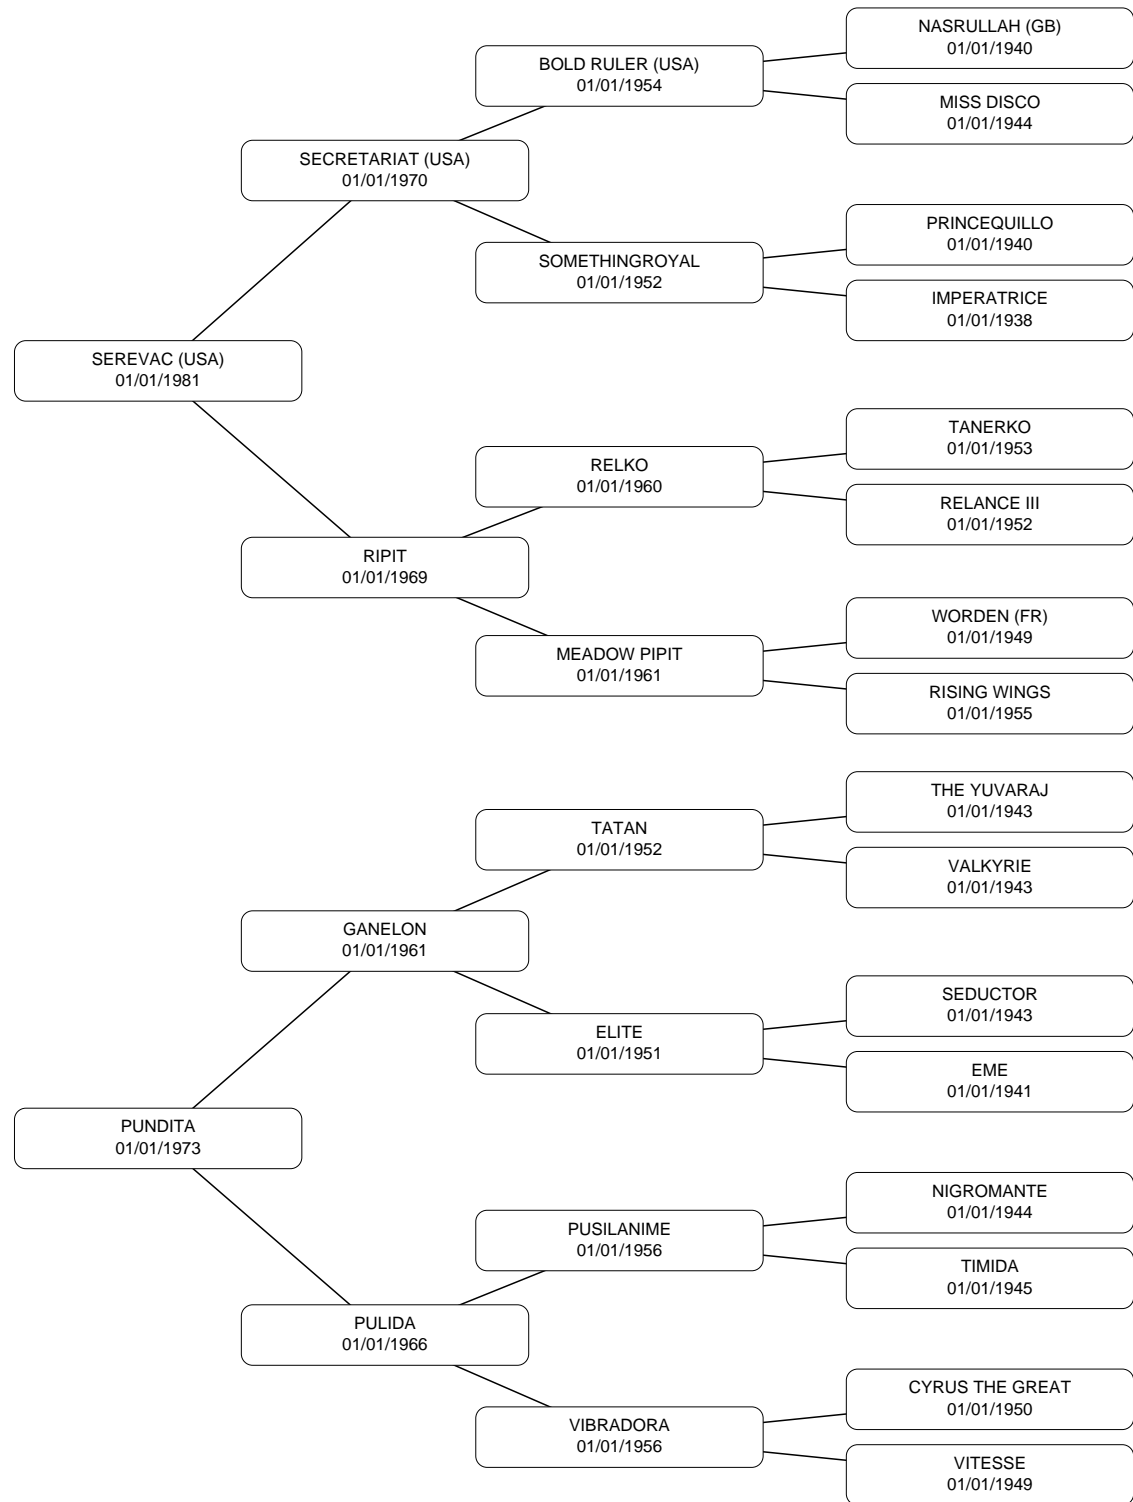 NASRULLAH (GB)
01/01/1940
BOLD RULER (USA)
01/01/1954
MISS DISCO
01/01/1944
SECRETARIAT (USA)
01/01/1970
PRINCEQUILLO
01/01/1940
SOMETHINGROYAL
01/01/1952
IMPERATRICE
01/01/1938
SEREVAC (USA)
01/01/1981
TANERKO
01/01/1953
RELKO
01/01/1960
RELANCE III
01/01/1952
RIPIT
01/01/1969
WORDEN (FR)
01/01/1949
MEADOW PIPIT
01/01/1961
RISING WINGS
01/01/1955
THE YUVARAJ
01/01/1943
TATAN
01/01/1952
VALKYRIE
01/01/1943
GANELON
01/01/1961
SEDUCTOR
01/01/1943
ELITE
01/01/1951
EME
01/01/1941
PUNDITA
01/01/1973
NIGROMANTE
01/01/1944
PUSILANIME
01/01/1956
TIMIDA
01/01/1945
PULIDA
01/01/1966
CYRUS THE GREAT
01/01/1950
VIBRADORA
01/01/1956
VITESSE
01/01/1949